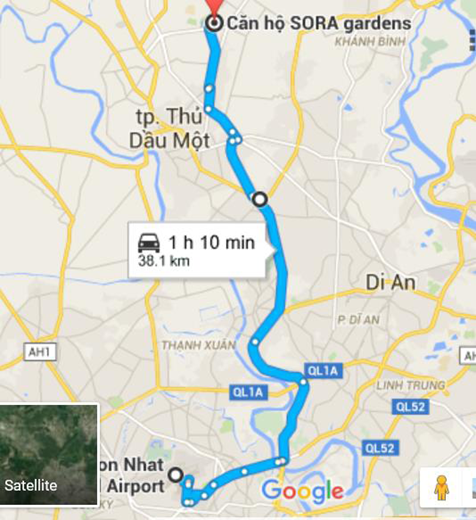 Căn hộ SORA gardens
KHÁNH BÌNH
tp. Thủ
Dầu Một
1 h 10 min
38.1 km
Di An
P. DĨ AN
THẠNH XUÂN
AH1
QL1A
QL1A
LINH TRUNG
QL52
QL52
on Nhat
Airport
Satellite
Google